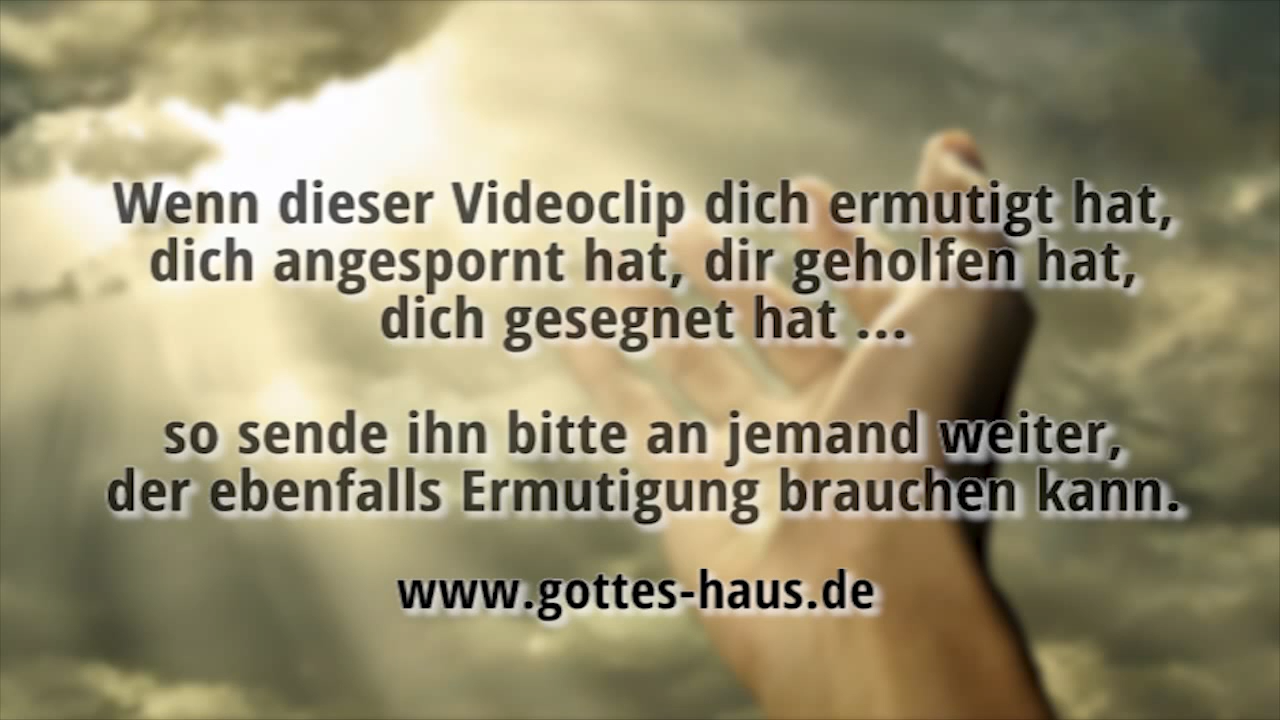 Wenn dieser Videoclip dich ermutigt hat,
dich angespornt hat, dir geholfen hat,
dich gesegnet hat ...
so sende ihn bitte an jemand weiter,
der ebenfalls Ermutigung brauchen kann.
www.gottes-haus.de